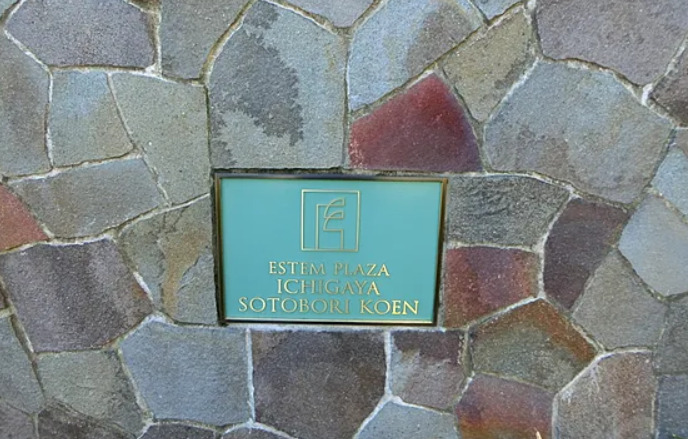 ESTEM PLAZA
ICHIGAYA
SOTOBORI KOEN